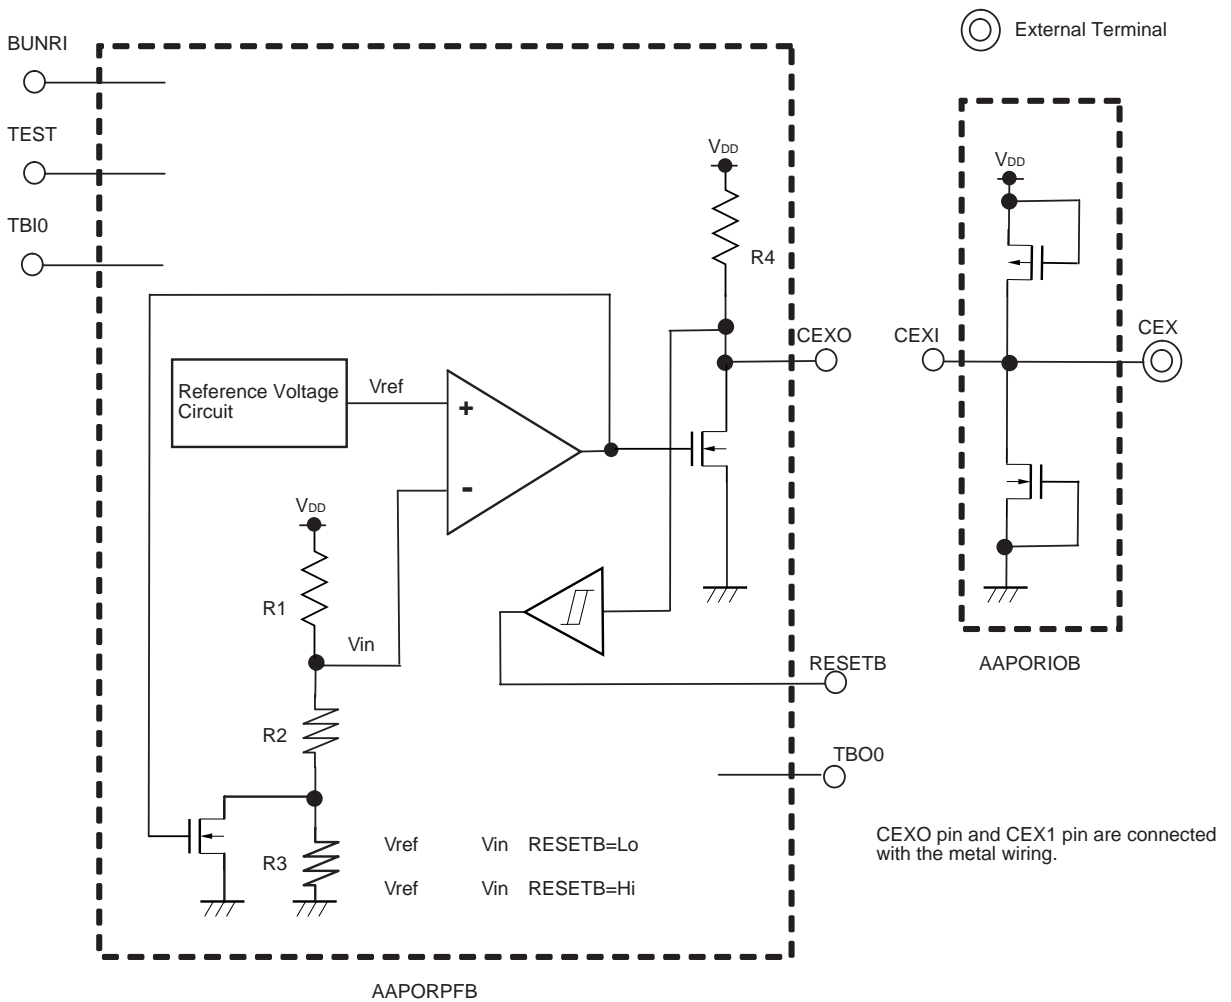 External Terminal
BUNRI
TEST
TBI0
VDD
R4
VDD
CEXO
CEXI
CEX
Reference Voltage
Circuit
Vref
+
-
VDD
R1
Vin
RESETB
AAPORIOB
R2
TBO0
R3
Vref Vin RESETB=Lo
Vref Vin RESETB=Hi
CEXO pin and CEX1 pin are connected
with the metal wiring.
AAPORPFB